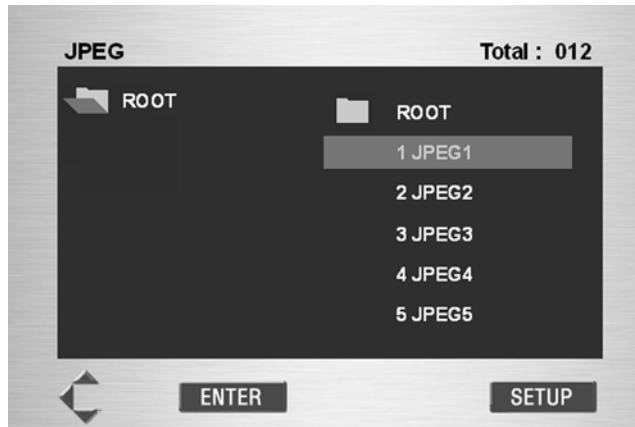 JPEG Total : 012
ROOT
ROOT
1 JPEG1
2 JPEG2
3 JPEG3
4 JPEG4
5 JPEG5
ENTER SETUP